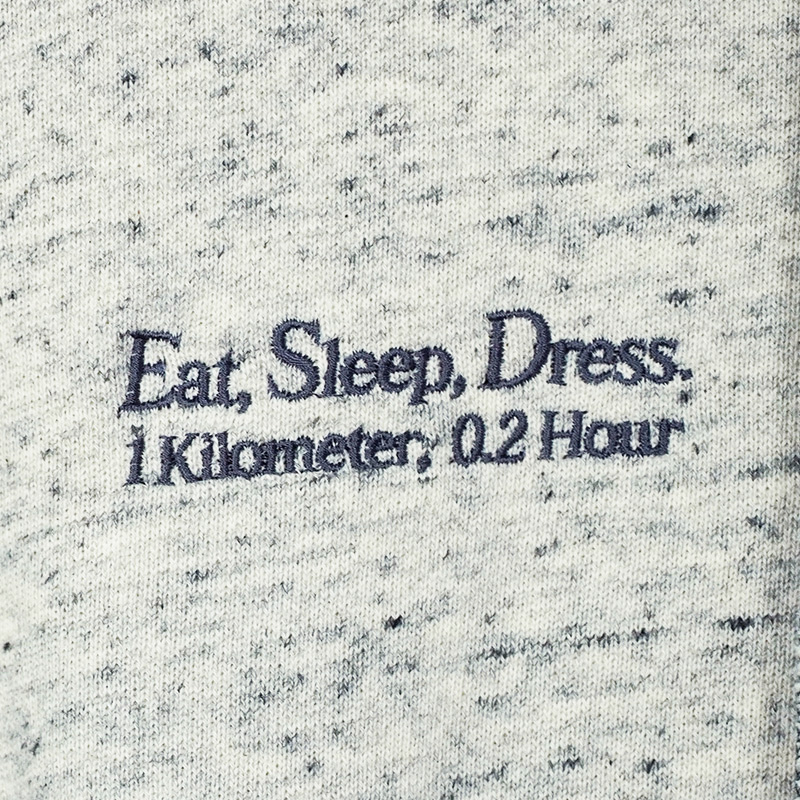 Eat, Sleep, Dress.
1 Kilometer, 0.2 Hour